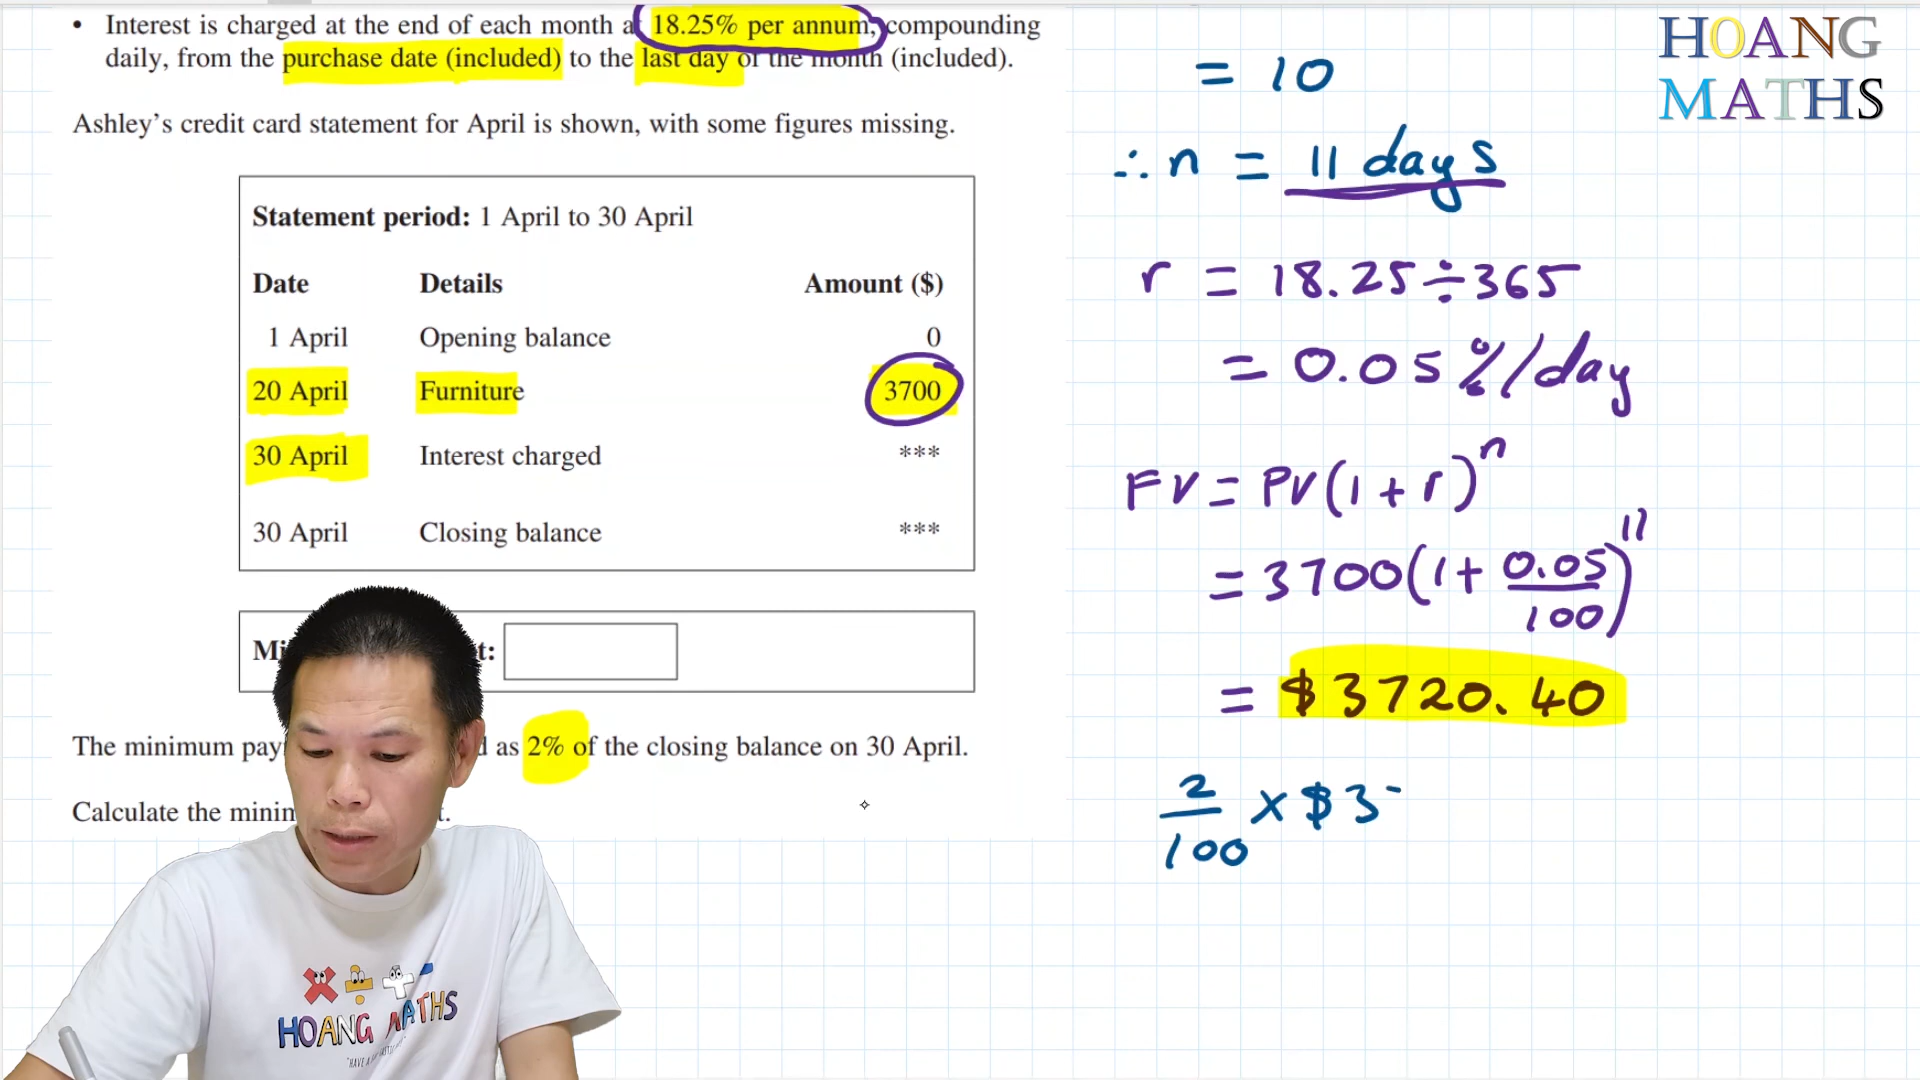 • Interest is charged at the end of each month a 18.25% per annum, compounding
daily, from the purchase date (included) to the last day of the month (included).
Ashley's credit card statement for April is shown, with some figures missing.
Statement period: 1 April to 30 April
Date Details Amount ($)
1 April Opening balance 0
20 April Furniture 3700
30 April Interest charged ***
30 April Closing balance ***
Mi t:
The minimum pay d as 2% of the closing balance on 30 April.
Calculate the minim t.
HOANG
MATHS
= 10
∴ n = 11 days
r = 18.25÷365
= 0.05%/day
FV = PV(1+r)^n
= 3700(1+0.05/100)^11
= $3720.40
2/100 × $3
HOANG MATHS